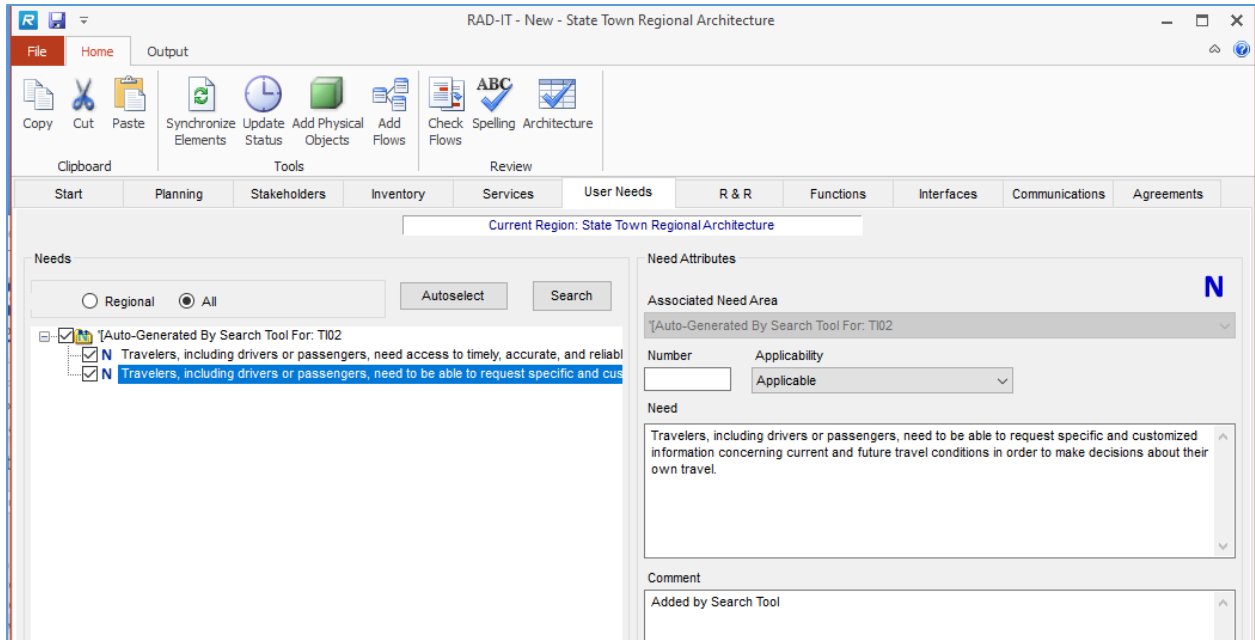 RAD-IT - New - State Town Regional Architecture
File Home Output
Copy Cut Paste Synchronize Elements Update Status Add Physical Objects Add Flows Check Flows ABC Spelling Architecture
Clipboard Tools Review
Start Planning Stakeholders Inventory Services User Needs R & R Functions Interfaces Communications Agreements
Current Region: State Town Regional Architecture
Needs
Regional All Autoselect Search
'[Auto-Generated By Search Tool For: TI02
N Travelers, including drivers or passengers, need access to timely, accurate, and reliabl
N Travelers, including drivers or passengers, need to be able to request specific and cus
Need Attributes
N
Associated Need Area
'[Auto-Generated By Search Tool For: TI02
Number Applicability
Applicable
Need
Travelers, including drivers or passengers, need to be able to request specific and customized
information concerning current and future travel conditions in order to make decisions about their
own travel.
Comment
Added by Search Tool